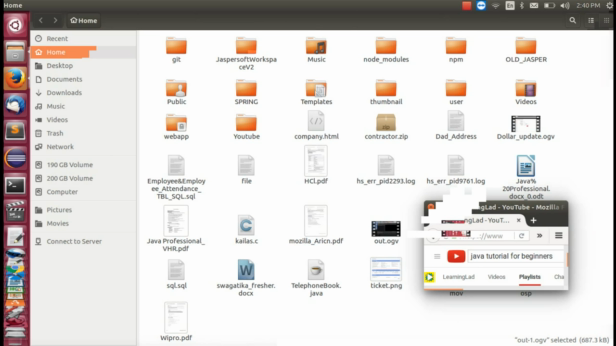 Home
En
2:40 PM
Home
Recent
Home
Desktop
Documents
Downloads
Music
Videos
Trash
Network
190 GB Volume
200 GB Volume
Computer
Pictures
Movies
Connect to Server
git
JaspersoftWorkspaceV2
Music
node_modules
npm
OLD_JASPER
Public
SPRING
Templates
thumbnail
user
Videos
webapp
Youtube
company.html
contractor.zip
Dad_Address
Dollar_update.ogv
Employee&Employee_Attendance_TBL_SQL.sql
file
HCl.pdf
hs_err_pid2293.log
hs_err_pid9761.log
Java%20Professional.docx_0.odt
Java Professional_VHR.pdf
kailas.c
mozilla_Aricn.pdf
out.ogv
ngLad - YouTube - Mozilla F
ngLad - YouT...
://www
java tutorial for beginners
LearningLad
Videos
Playlists
Cha
sql.sql
swagatika_fresher.docx
TelephoneBook.java
ticket.png
mov
osp
Wipro.pdf
"out-1.ogv" selected (687.3 kB)